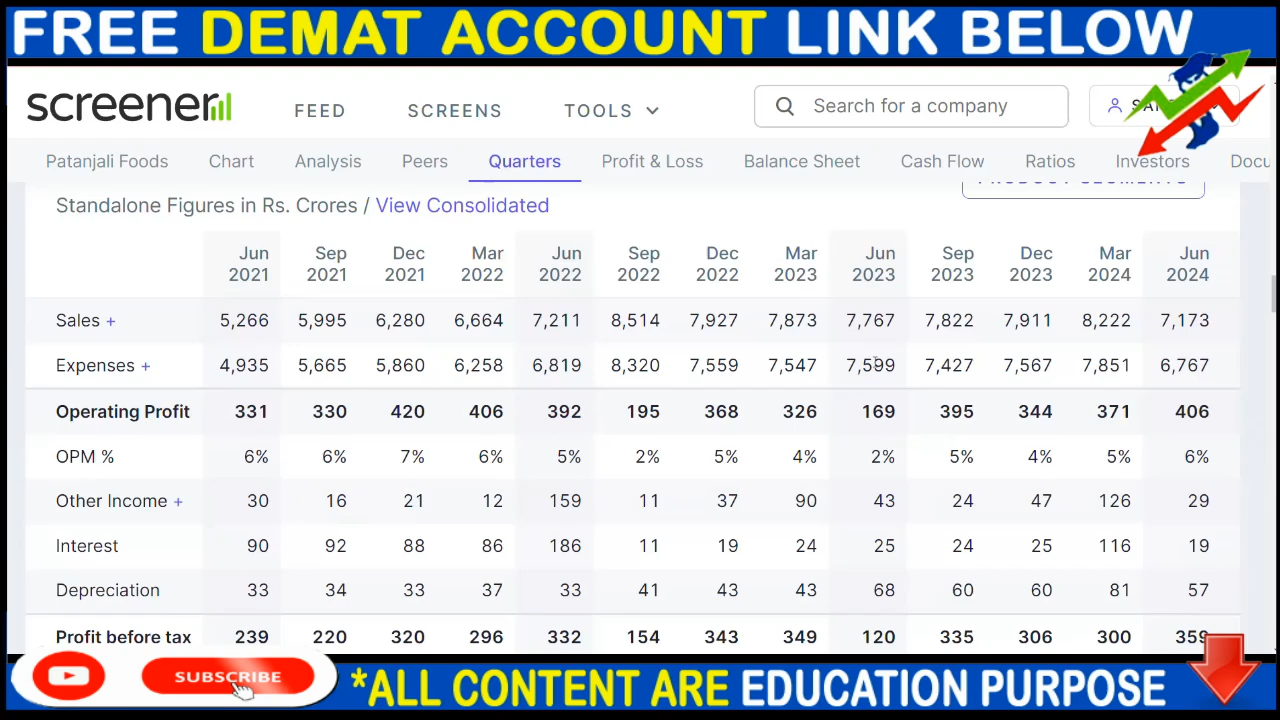 FREE DEMAT ACCOUNT LINK BELOW
screener
FEED SCREENS TOOLS Search for a company
Patanjali Foods Chart Analysis Peers Quarters Profit & Loss Balance Sheet Cash Flow Ratios Investors Docu
Standalone Figures in Rs. Crores / View Consolidated
Jun 2021 Sep 2021 Dec 2021 Mar 2022 Jun 2022 Sep 2022 Dec 2022 Mar 2023 Jun 2023 Sep 2023 Dec 2023 Mar 2024 Jun 2024
Sales + 5,266 5,995 6,280 6,664 7,211 8,514 7,927 7,873 7,767 7,822 7,911 8,222 7,173
Expenses + 4,935 5,665 5,860 6,258 6,819 8,320 7,559 7,547 7,599 7,427 7,567 7,851 6,767
Operating Profit 331 330 420 406 392 195 368 326 169 395 344 371 406
OPM % 6% 6% 7% 6% 5% 2% 5% 4% 2% 5% 4% 5% 6%
Other Income + 30 16 21 12 159 11 37 90 43 24 47 126 29
Interest 90 92 88 86 186 11 19 24 25 24 25 116 19
Depreciation 33 34 33 37 33 41 43 43 68 60 60 81 57
Profit before tax 239 220 320 296 332 154 343 349 120 335 306 300 359
SUBSCRIBE
*ALL CONTENT ARE EDUCATION PURPOSE